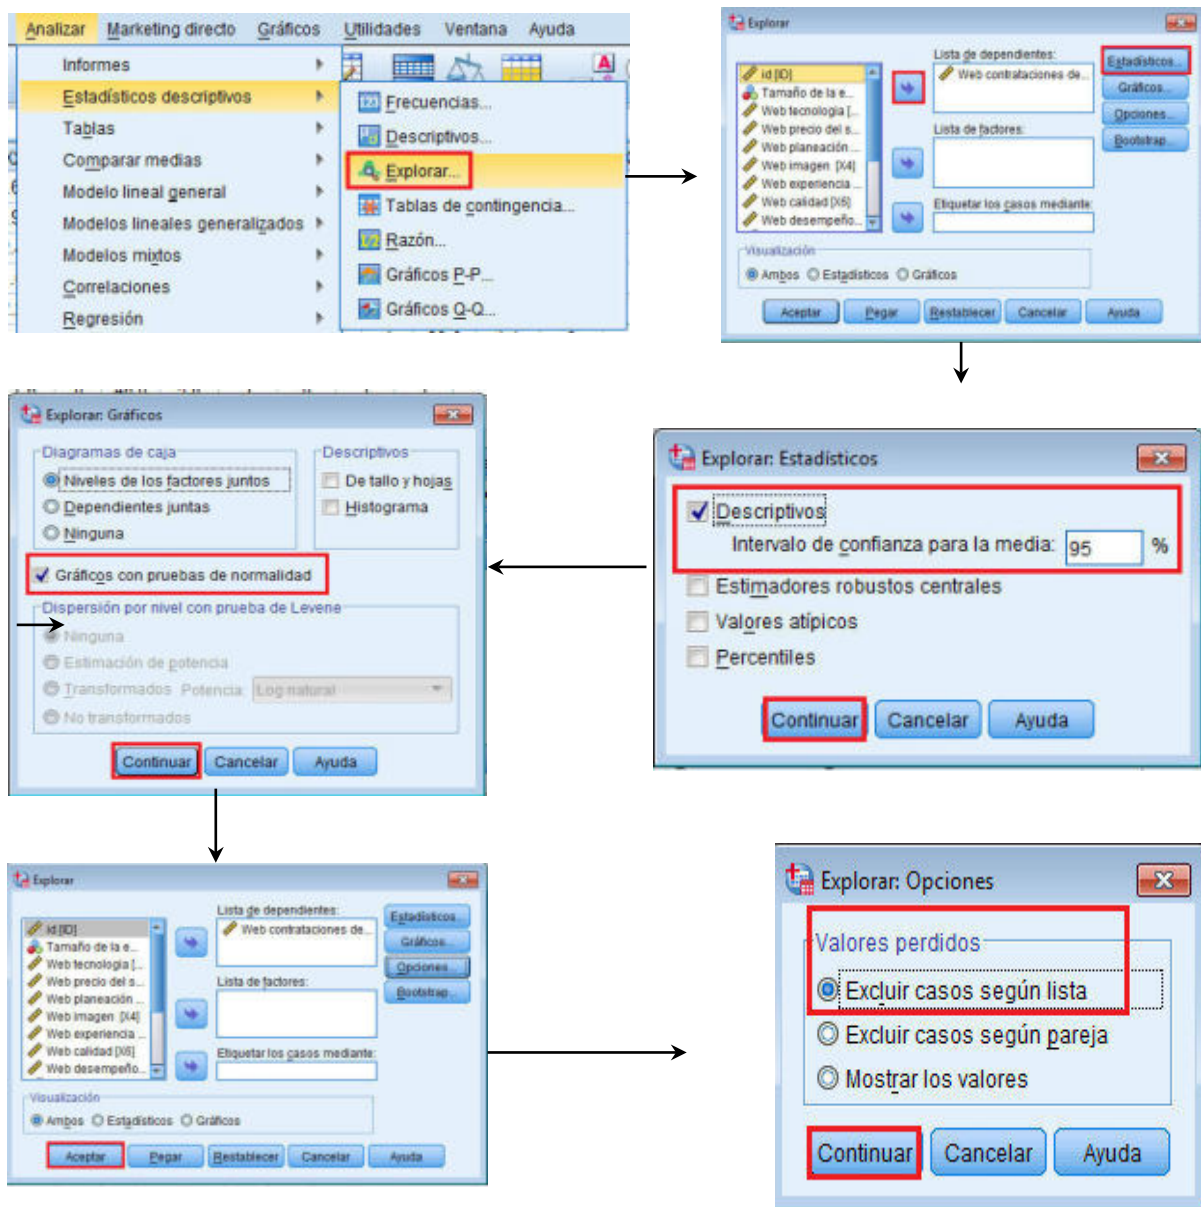 Analizar Marketing directo Gráficos Utilidades Ventana Ayuda
Informes
Estadísticos descriptivos
Tablas
Comparar medias
Modelo lineal general
Modelos lineales generalizados
Modelos mixtos
Correlaciones
Regresión
Frecuencias...
Descriptivos...
Explorar...
Tablas de contingencia...
Razón...
Gráficos P-P...
Gráficos Q-Q...
Explorar
id [ID]
Tamaño de la e...
Web tecnologia [...
Web precio del s...
Web planeación ...
Web imagen [X4]
Web experiencia ...
Web calidad [X6]
Web desempeño...
Lista de dependientes:
Web contrataciones de...
Lista de factores:
Etiquetar los casos mediante:
Estadísticos...
Gráficos...
Opciones...
Bootstrap...
Visualización
Ambos Estadísticos Gráficos
Aceptar Pegar Restablecer Cancelar Ayuda
Explorar: Estadísticos
Descriptivos
Intervalo de confianza para la media: 95 %
Estimadores robustos centrales
Valores atípicos
Percentiles
Continuar Cancelar Ayuda
Explorar: Gráficos
Diagramas de caja
Niveles de los factores juntos
Dependientes juntas
Ninguna
Descriptivos
De tallo y hojas
Histograma
Gráficos con pruebas de normalidad
Dispersión por nivel con prueba de Levene
Ninguna
Estimación de potencia
Transformados Potencia: Log natural
No transformados
Continuar Cancelar Ayuda
Explorar
id [ID]
Tamaño de la e...
Web tecnologia [...
Web precio del s...
Web planeación ...
Web imagen [X4]
Web experiencia ...
Web calidad [X6]
Web desempeño...
Lista de dependientes:
Web contrataciones de...
Lista de factores:
Etiquetar los casos mediante:
Estadísticos...
Gráficos...
Opciones...
Bootstrap...
Visualización
Ambos Estadísticos Gráficos
Aceptar Pegar Restablecer Cancelar Ayuda
Explorar: Opciones
Valores perdidos
Excluir casos según lista
Excluir casos según pareja
Mostrar los valores
Continuar Cancelar Ayuda